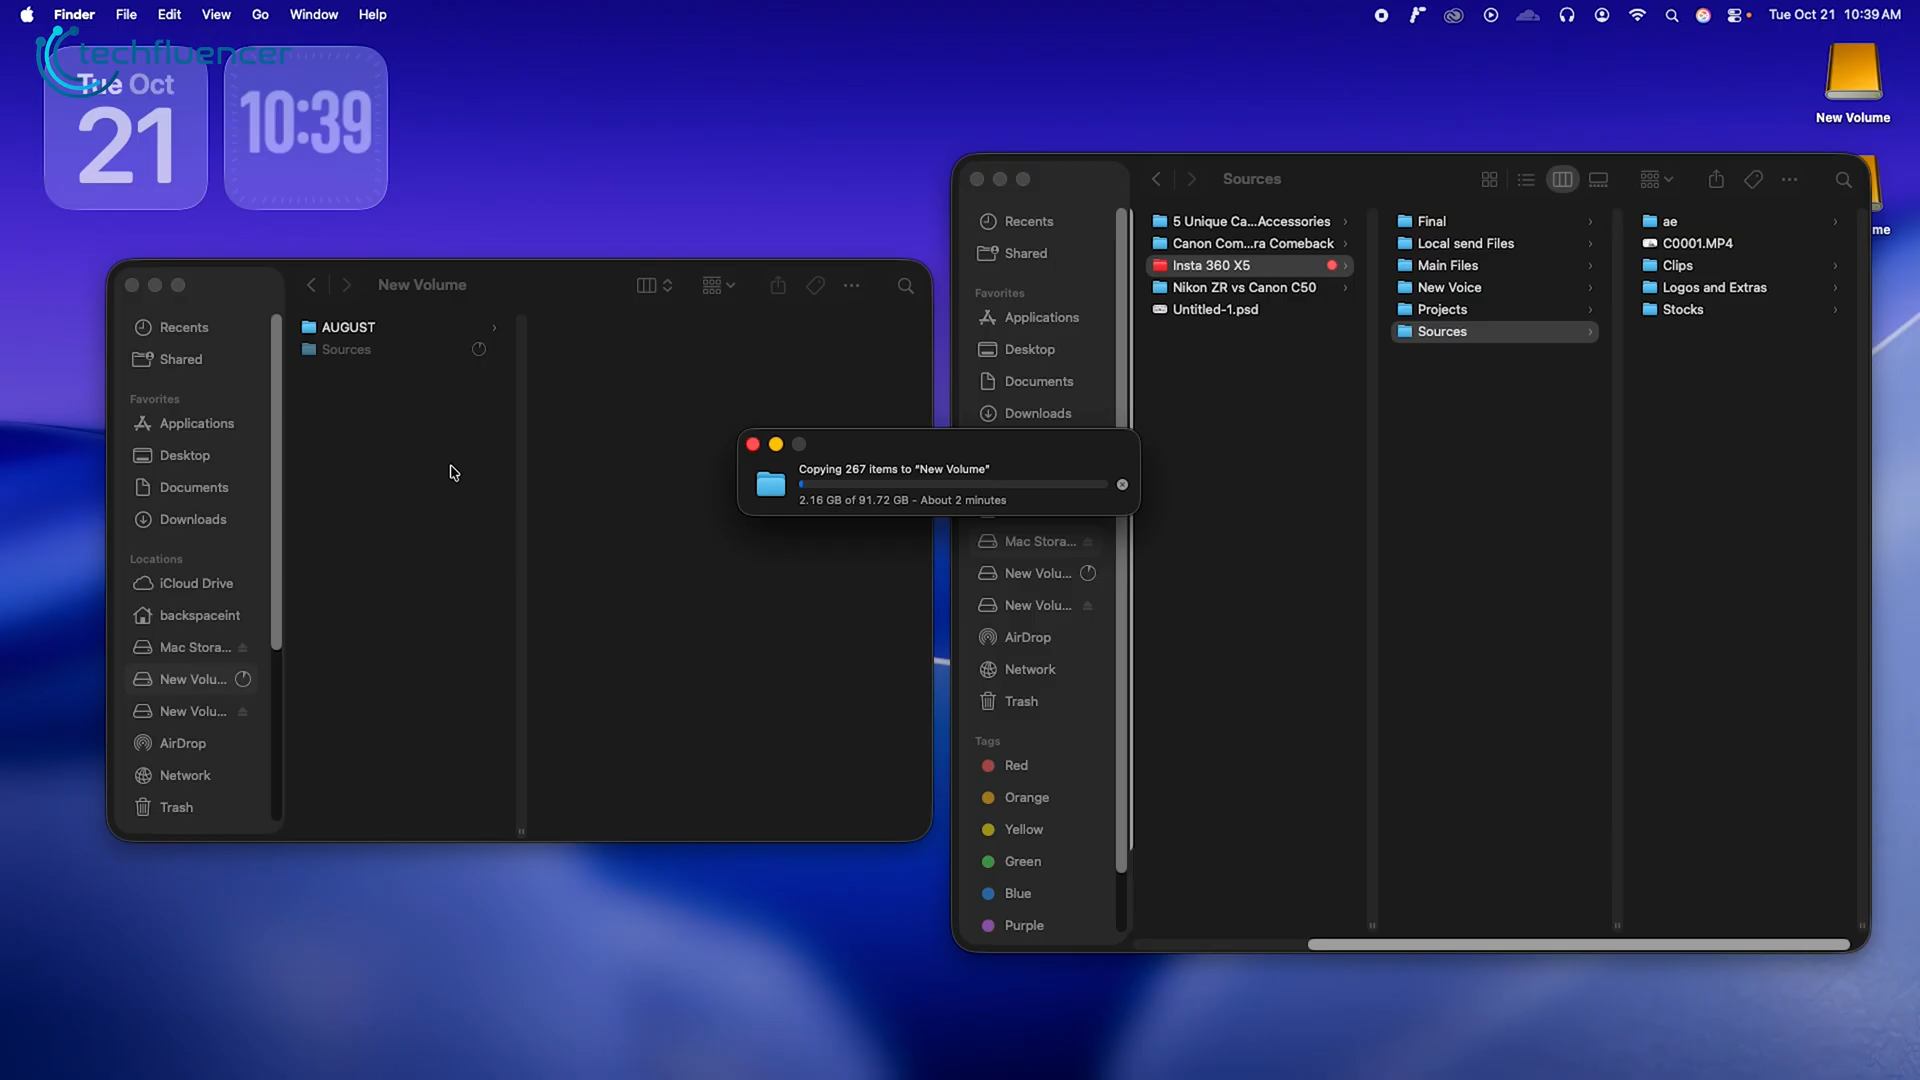 Finder File Edit View Go Window Help
Tue Oct 21 10:39 AM
techfluencer
Tue Oct
21
10:39
New Volume
me
New Volume
Recents
Shared
Favorites
Applications
Desktop
Documents
Downloads
Locations
iCloud Drive
backspaceint
Mac Stora...
New Volu...
New Volu...
AirDrop
Network
Trash
AUGUST
Sources
Copying 267 items to “New Volume”
2.16 GB of 91.72 GB - About 2 minutes
Sources
Recents
Shared
Favorites
Applications
Desktop
Documents
Downloads
Mac Stora...
New Volu...
New Volu...
AirDrop
Network
Trash
Tags
Red
Orange
Yellow
Green
Blue
Purple
5 Unique Ca...Accessories
Canon Com...ra Comeback
Insta 360 X5
Nikon ZR vs Canon C50
Untitled-1.psd
Final
Local send Files
Main Files
New Voice
Projects
Sources
ae
C0001.MP4
Clips
Logos and Extras
Stocks